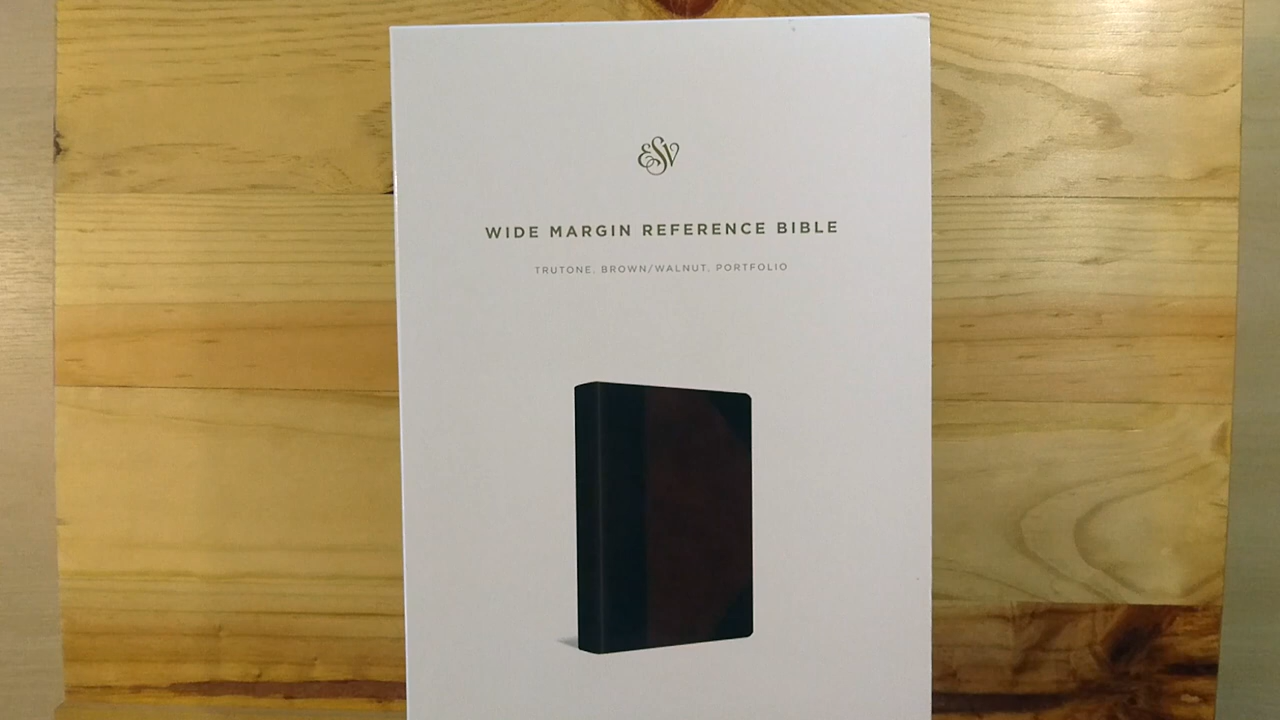 ESV
WIDE MARGIN REFERENCE BIBLE
TRUTONE, BROWN/WALNUT, PORTFOLIO